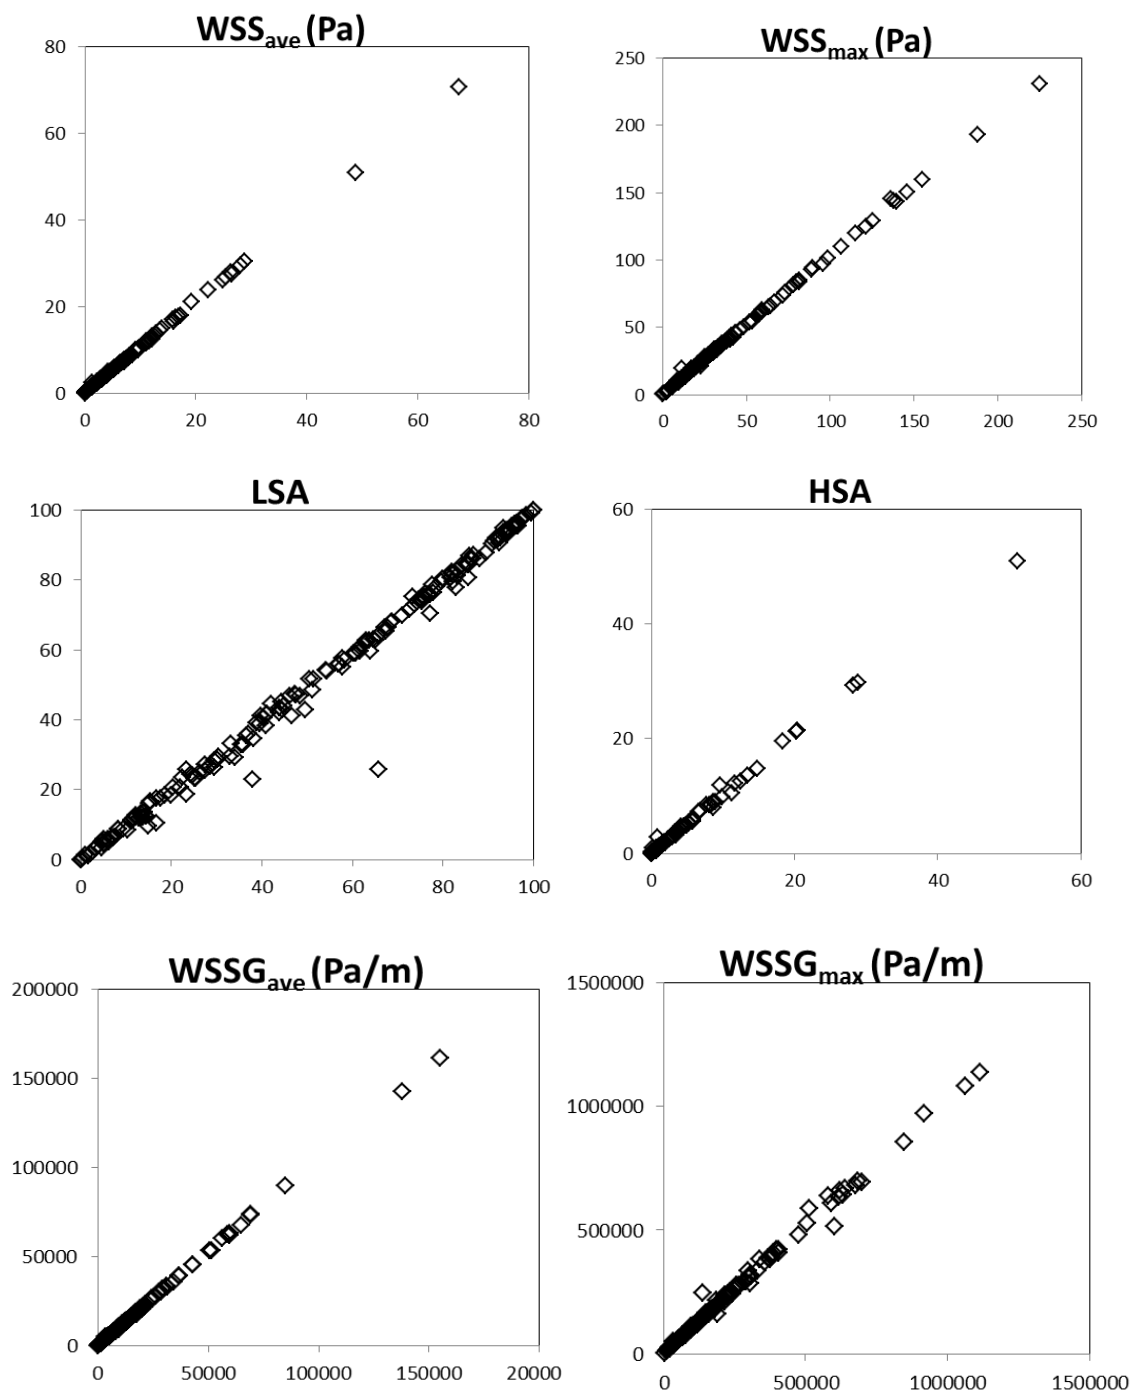 WSSave (Pa)
80
60
40
20
0
0 20 40 60 80
WSSmax (Pa)
250
200
150
100
50
0
0 50 100 150 200 250
LSA
100
80
60
40
20
0
0 20 40 60 80 100
HSA
60
40
20
0
0 20 40 60
WSSGave (Pa/m)
200000
150000
100000
50000
0
0 50000 100000 150000 200000
WSSGmax (Pa/m)
1500000
1000000
500000
0
0 500000 1000000 1500000